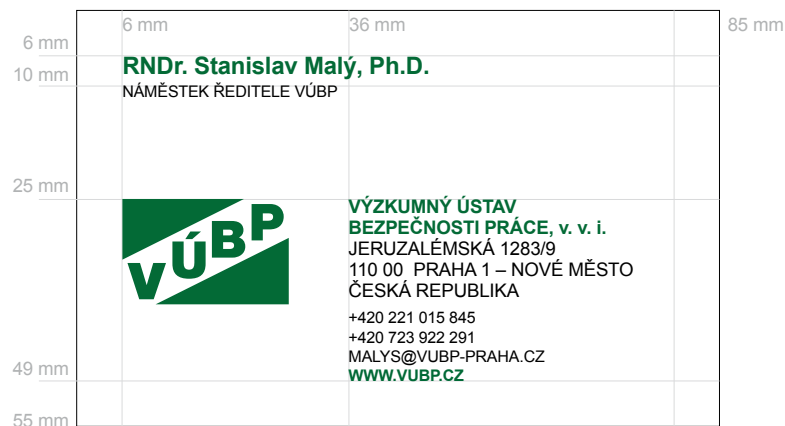 6 mm
36 mm
85 mm
6 mm
10 mm
RNDr. Stanislav Malý, Ph.D.
NÁMĚSTEK ŘEDITELE VÚBP
25 mm
VÚBP
VÝZKUMNÝ ÚSTAV
BEZPEČNOSTI PRÁCE, v. v. i.
JERUZALÉMSKÁ 1283/9
110 00 PRAHA 1 – NOVÉ MĚSTO
ČESKÁ REPUBLIKA
+420 221 015 845
+420 723 922 291
MALYS@VUBP-PRAHA.CZ
WWW.VUBP.CZ
49 mm
55 mm